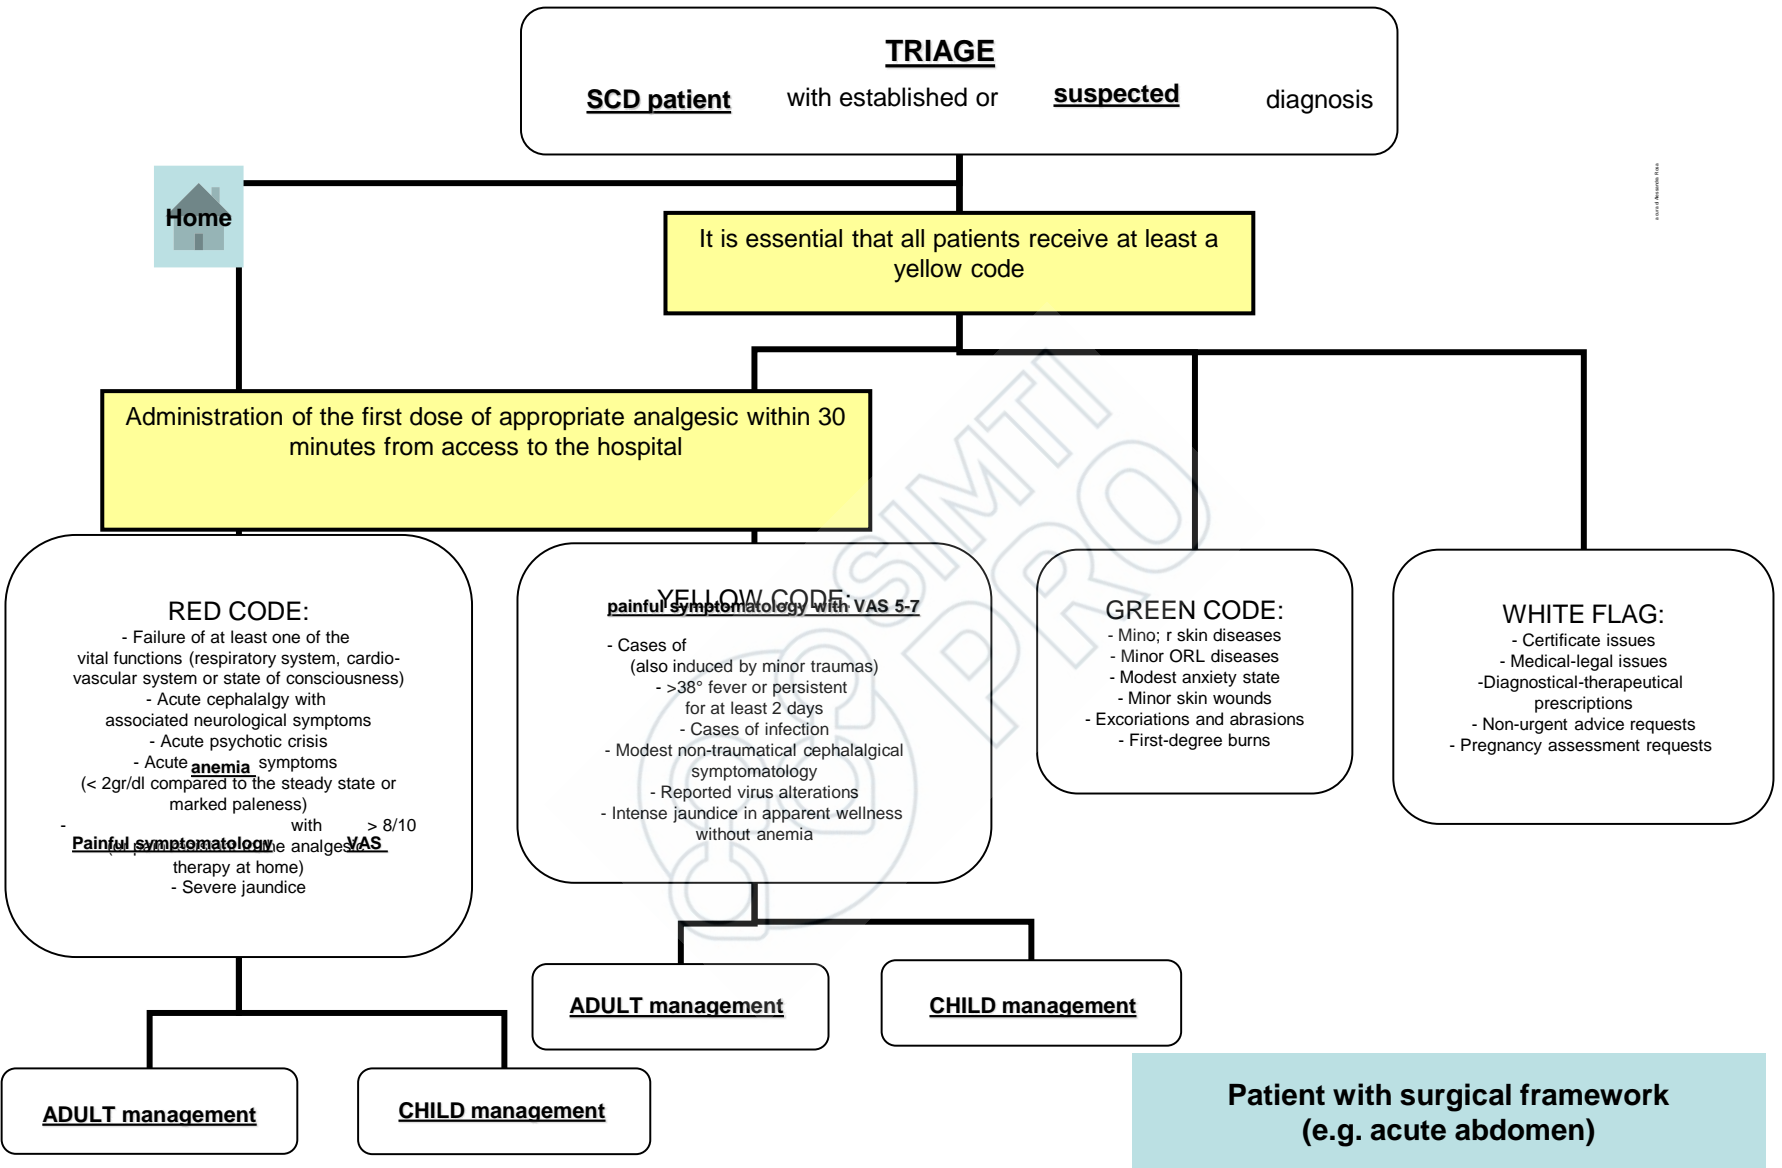 TRIAGE
SCD patient with established or suspected diagnosis
Home
It is essential that all patients receive at least a
yellow code
Administration of the first dose of appropriate analgesic within 30
minutes from access to the hospital
RED CODE:
- Failure of at least one of the
vital functions (respiratory system, cardio-
vascular system or state of consciousness)
- Acute cephalalgy with
associated neurological symptoms
- Acute psychotic crisis
- Acute anemia symptoms
(< 2gr/dl compared to the steady state or
marked paleness)
- Painful symptomatology with VAS > 8/10
analgesic
therapy at home)
- Severe jaundice
YELLOW CODE:
painful symptomatology with VAS 5-7
- Cases of
(also induced by minor traumas)
- >38° fever or persistent
for at least 2 days
- Cases of infection
- Modest non-traumatical cephalalgical
symptomatology
- Reported virus alterations
- Intense jaundice in apparent wellness
without anemia
GREEN CODE:
- Mino; r skin diseases
- Minor ORL diseases
- Modest anxiety state
- Minor skin wounds
- Excoriations and abrasions
- First-degree burns
WHITE FLAG:
- Certificate issues
- Medical-legal issues
-Diagnostical-therapeutical
prescriptions
- Non-urgent advice requests
- Pregnancy assessment requests
ADULT management
CHILD management
ADULT management
CHILD management
Patient with surgical framework
(e.g. acute abdomen)
SIMTI
PRO